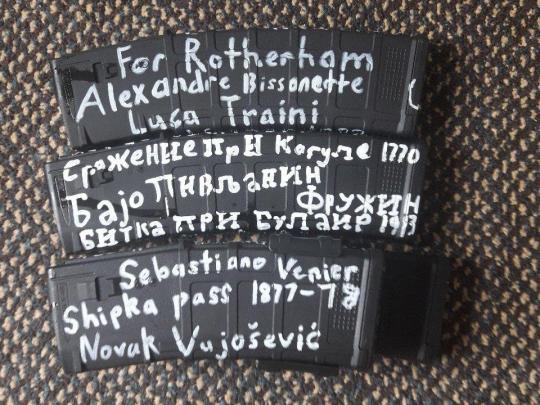 For Rotherham
Alexandre Bissonette
Luca Traini
Сражение при Кагуле 1770
Бајо Пивљанин
Фружин
Битка при Булаир 1913
Sebastiano Venier
Shipka pass 1877-78
Novak Vujošević